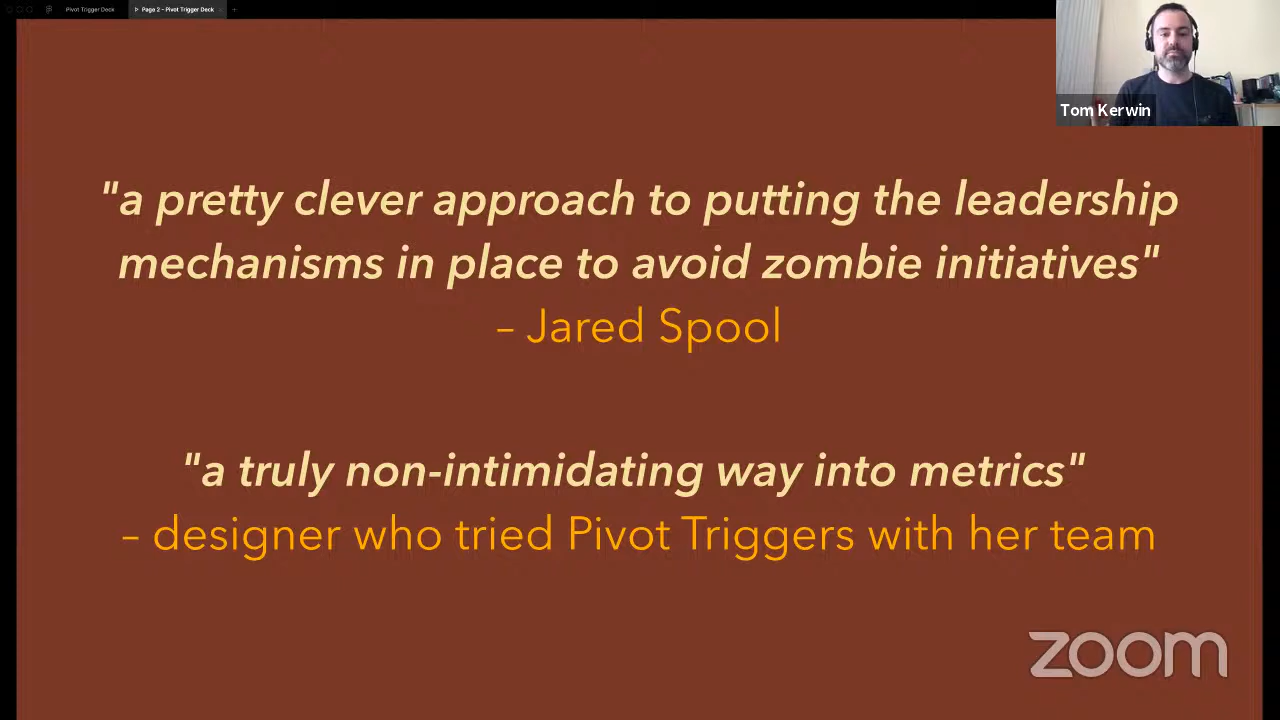 Pivot Trigger Deck
Page 2 – Pivot Trigger Deck
Tom Kerwin
"a pretty clever approach to putting the leadership
mechanisms in place to avoid zombie initiatives"
– Jared Spool
"a truly non-intimidating way into metrics"
– designer who tried Pivot Triggers with her team
zoom